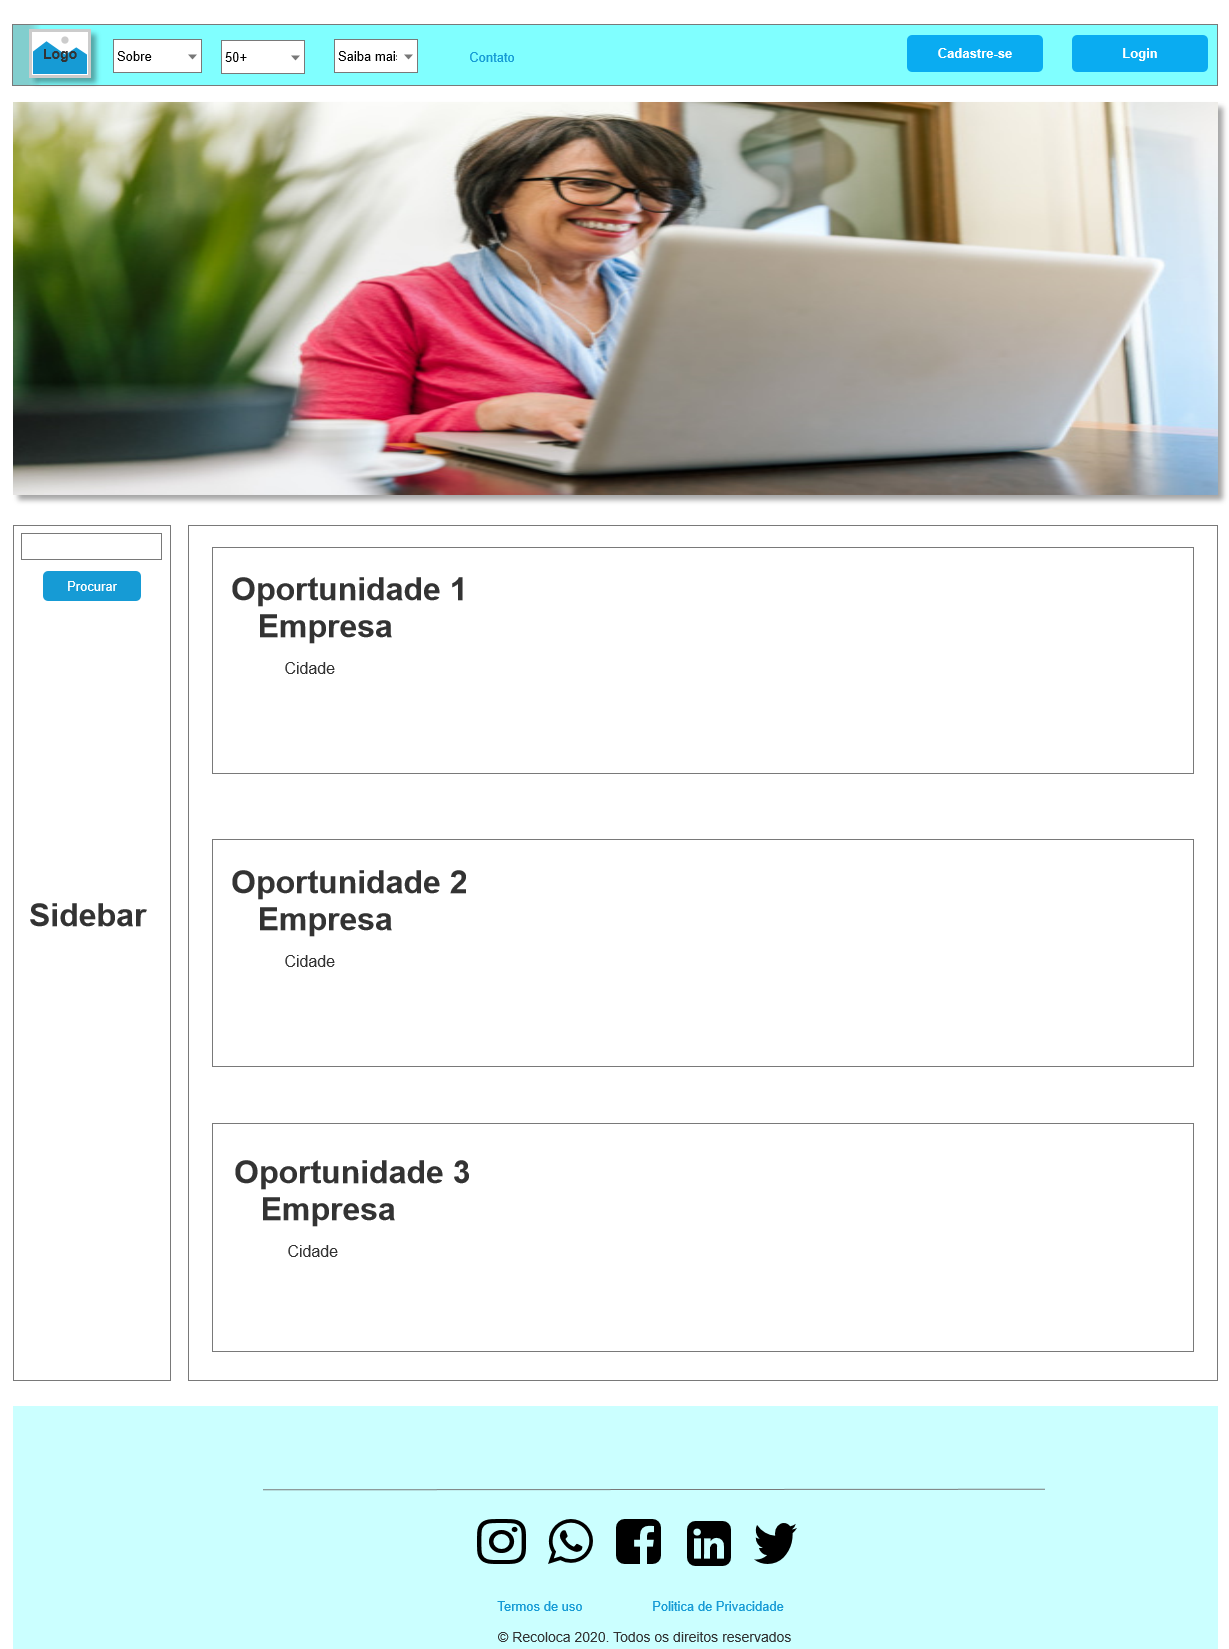 Logo
Sobre
50+
Saiba mai
Contato
Cadastre-se
Login
Procurar
Sidebar
Oportunidade 1
Empresa
Cidade
Oportunidade 2
Empresa
Cidade
Oportunidade 3
Empresa
Cidade
Termos de uso
Politica de Privacidade
© Recoloca 2020. Todos os direitos reservados